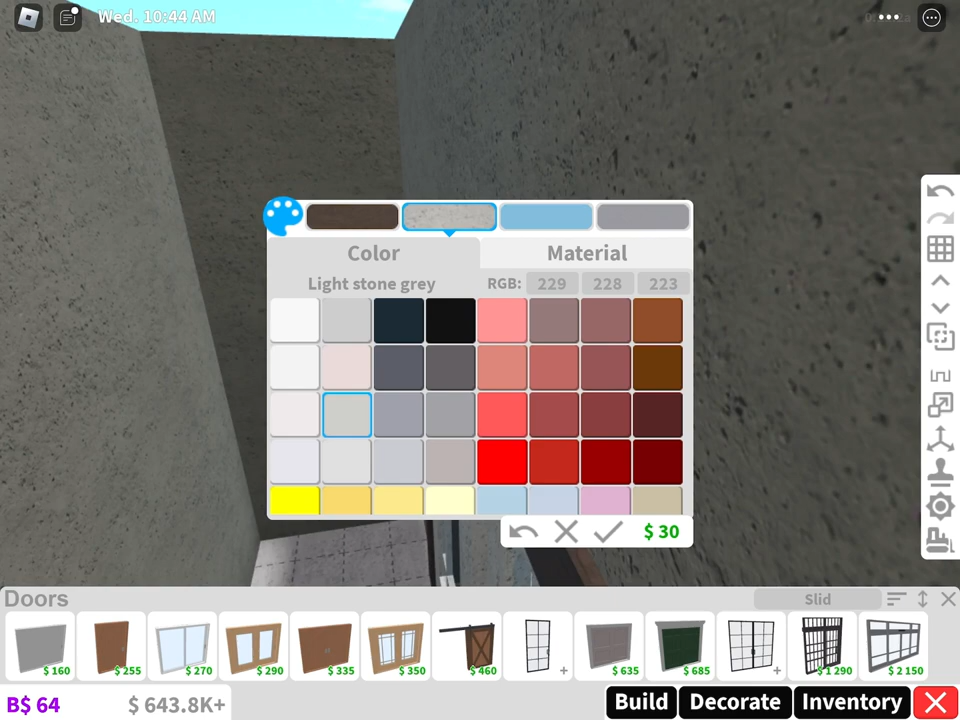 Wed. 10:44 AM
Color
Material
Light stone grey
RGB: 229 228 223
$ 30
Doors
Slid
$ 160
$ 255
$ 270
$ 290
$ 335
$ 350
$ 460
+
$ 635
$ 685
+
$ 1 290
$ 2 150
B$ 64
$ 643.8K+
Build
Decorate
Inventory